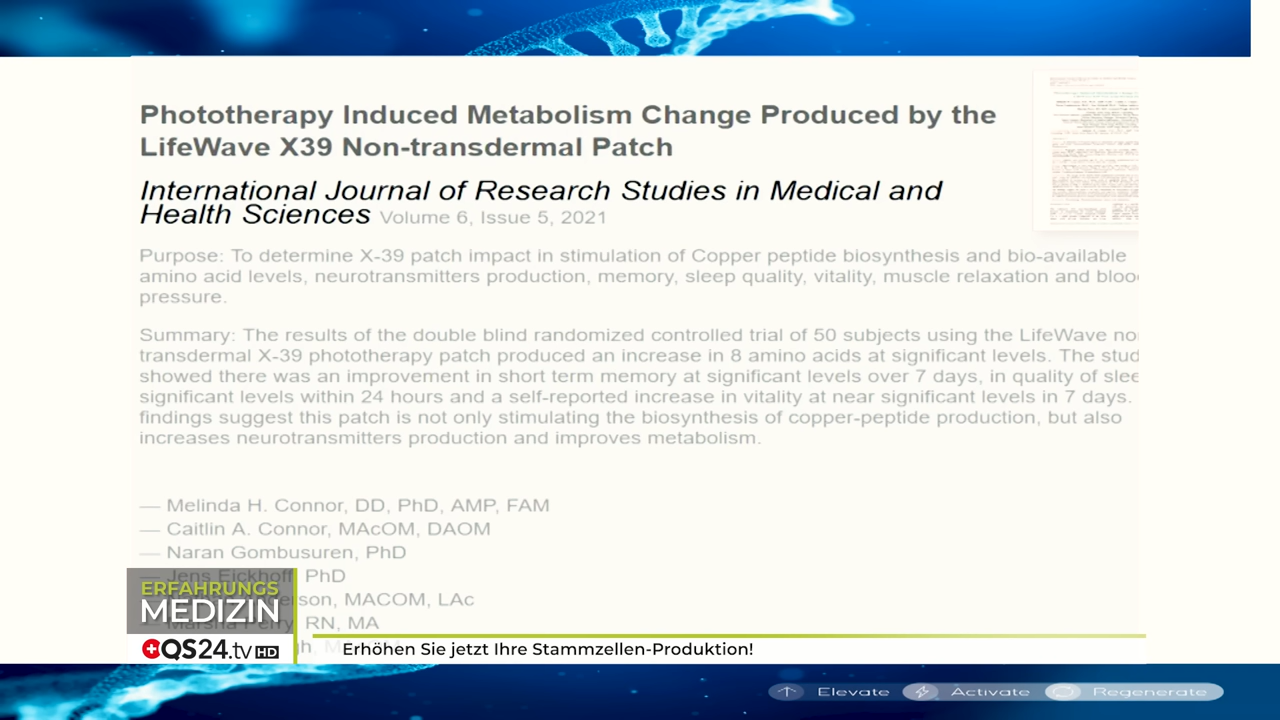 Phototherapy Induced Metabolism Change Produced by the
LifeWave X39 Non-transdermal Patch
International Journal of Research Studies in Medical and
Health Sciences Volume 6, Issue 5, 2021
Purpose: To determine X-39 patch impact in stimulation of Copper peptide biosynthesis and bio-available
amino acid levels, neurotransmitters production, memory, sleep quality, vitality, muscle relaxation and bloo
pressure.
Summary: The results of the double blind randomized controlled trial of 50 subjects using the LifeWave no
transdermal X-39 phototherapy patch produced an increase in 8 amino acids at significant levels. The stud
showed there was an improvement in short term memory at significant levels over 7 days, in quality of slee
significant levels within 24 hours and a self-reported increase in vitality at near significant levels in 7 days.
findings suggest this patch is not only stimulating the biosynthesis of copper-peptide production, but also
increases neurotransmitters production and improves metabolism.
— Melinda H. Connor, DD, PhD, AMP, FAM
— Caitlin A. Connor, MAcOM, DAOM
— Naran Gombusuren, PhD
— Jens Eickhoff, PhD
erson, MACOM, LAc
— Marsha Perry, RN, MA
ERFAHRUNGS
MEDIZIN
QS24.tv HD
Erhöhen Sie jetzt Ihre Stammzellen-Produktion!
Elevate Activate Regenerate